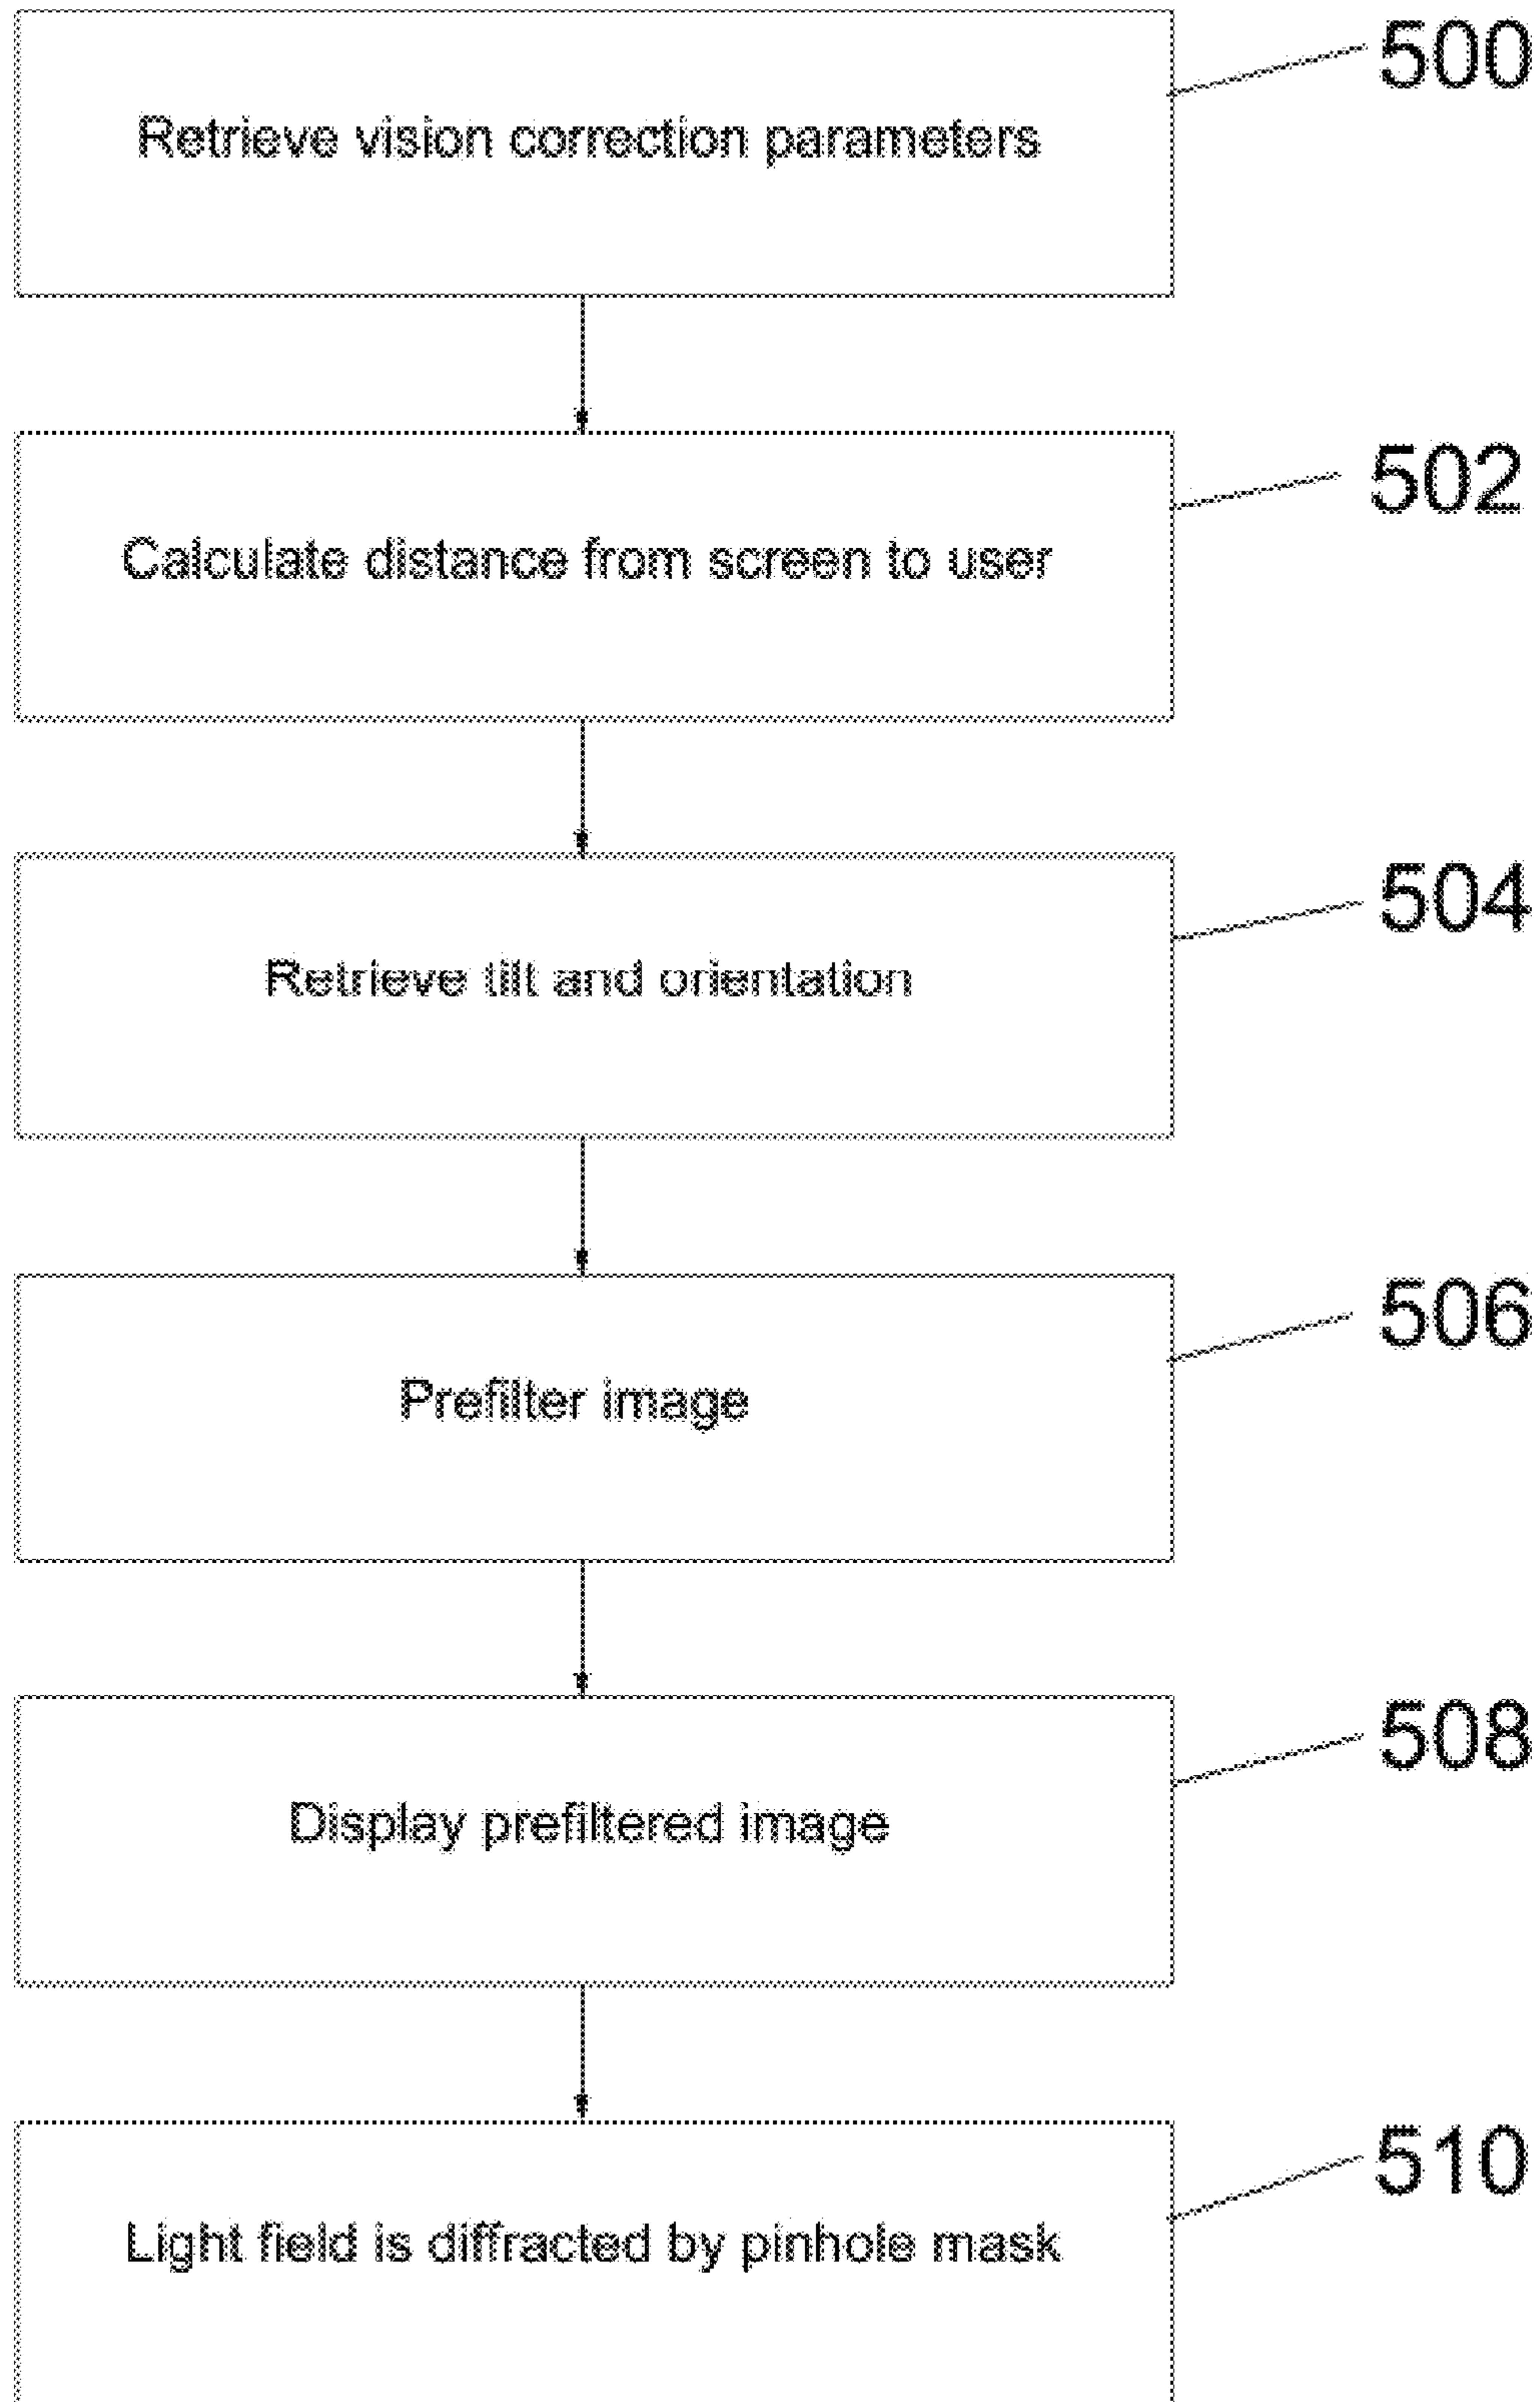 500
Retrieve vision correction parameters
502
Calculate distance from screen to user
504
Retrieve tilt and orientation
506
Prefilter image
508
Display prefiltered image
510
Light field is diffracted by pinhole mask